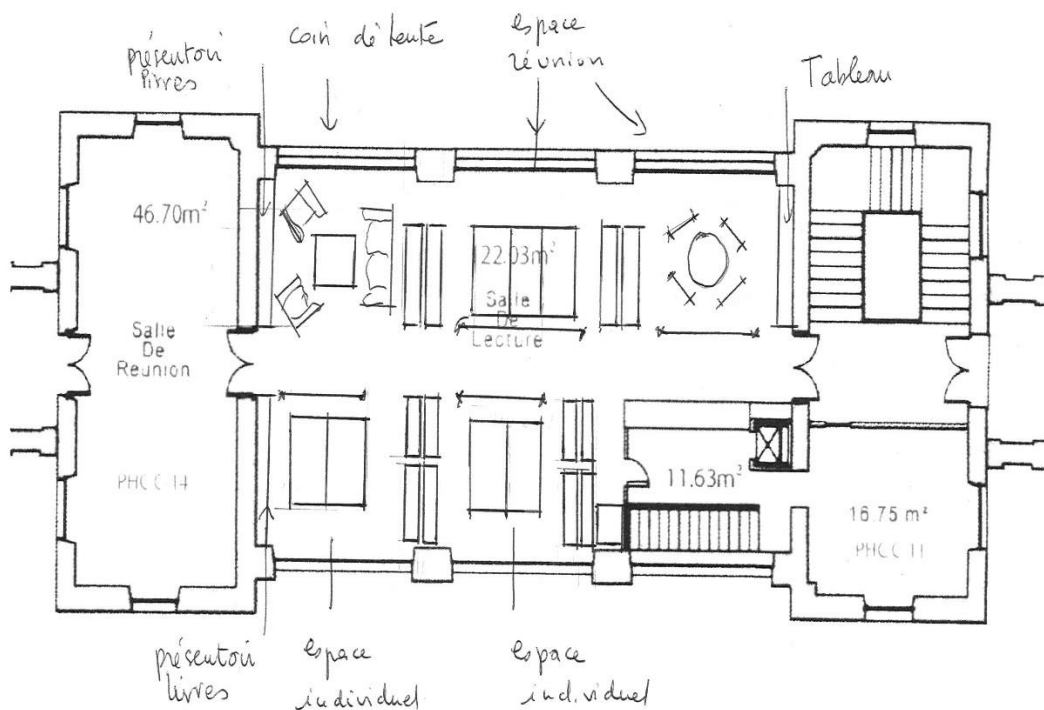 présentoir
livres
coin détente
espace
réunion
Tableau
46.70m²
22.03m²
Salle
De
Lecture
Salle
De
Reunion
PHCC 14
11.63m²
16.75 m²
PHCC 11
présentoir
livres
espace
individuel
espace
individuel